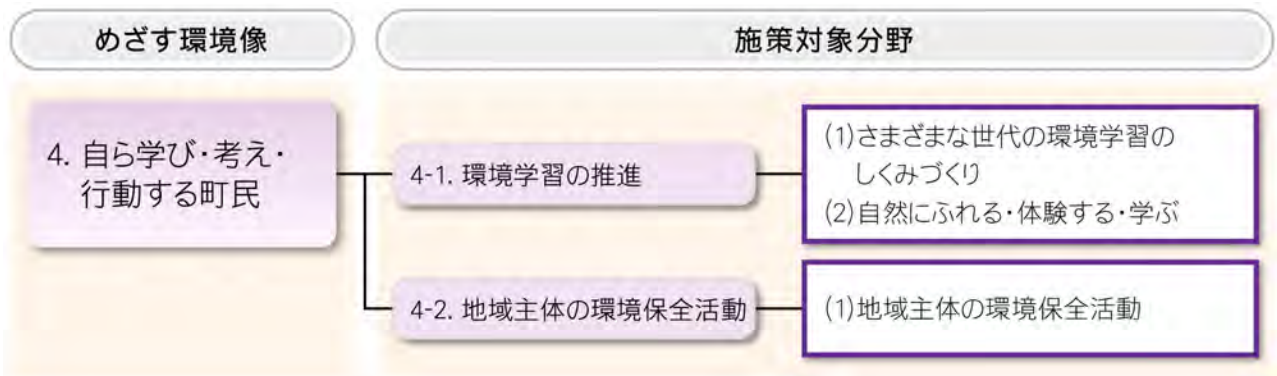 めざす環境像
施策対象分野
4. 自ら学び・考え・
行動する町民
4-1. 環境学習の推進
(1)さまざまな世代の環境学習の
しくみづくり
(2)自然にふれる・体験する・学ぶ
4-2. 地域主体の環境保全活動
(1)地域主体の環境保全活動